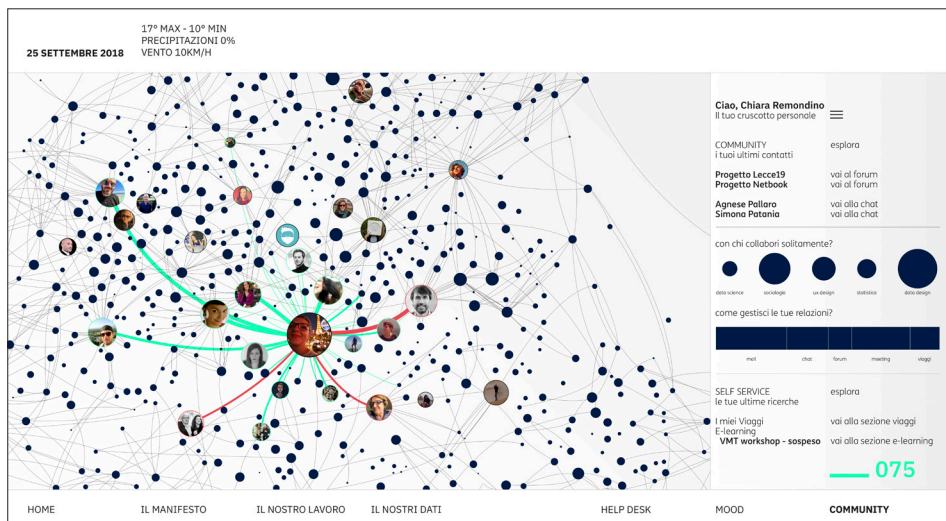 17° MAX - 10° MIN
PRECIPITAZIONI 0%
25 SETTEMBRE 2018 VENTO 10KM/H
Ciao, Chiara Remondino
Il tuo cruscotto personale
COMMUNITY esplora
i tuoi ultimi contatti
Progetto Lecce19 vai al forum
Progetto Netbook vai al forum
Agnese Pallaro vai alla chat
Simona Patania vai alla chat
con chi collabori solitamente?
data science sociologia ux design statistica data design
come gestisci le tue relazioni?
mail chat forum meeting viaggi
SELF SERVICE esplora
le tue ultime ricerche
I miei Viaggi vai alla sezione viaggi
E-learning
VMT workshop - sospeso vai alla sezione e-learning
075
HOME IL MANIFESTO IL NOSTRO LAVORO IL NOSTRI DATI HELP DESK MOOD COMMUNITY